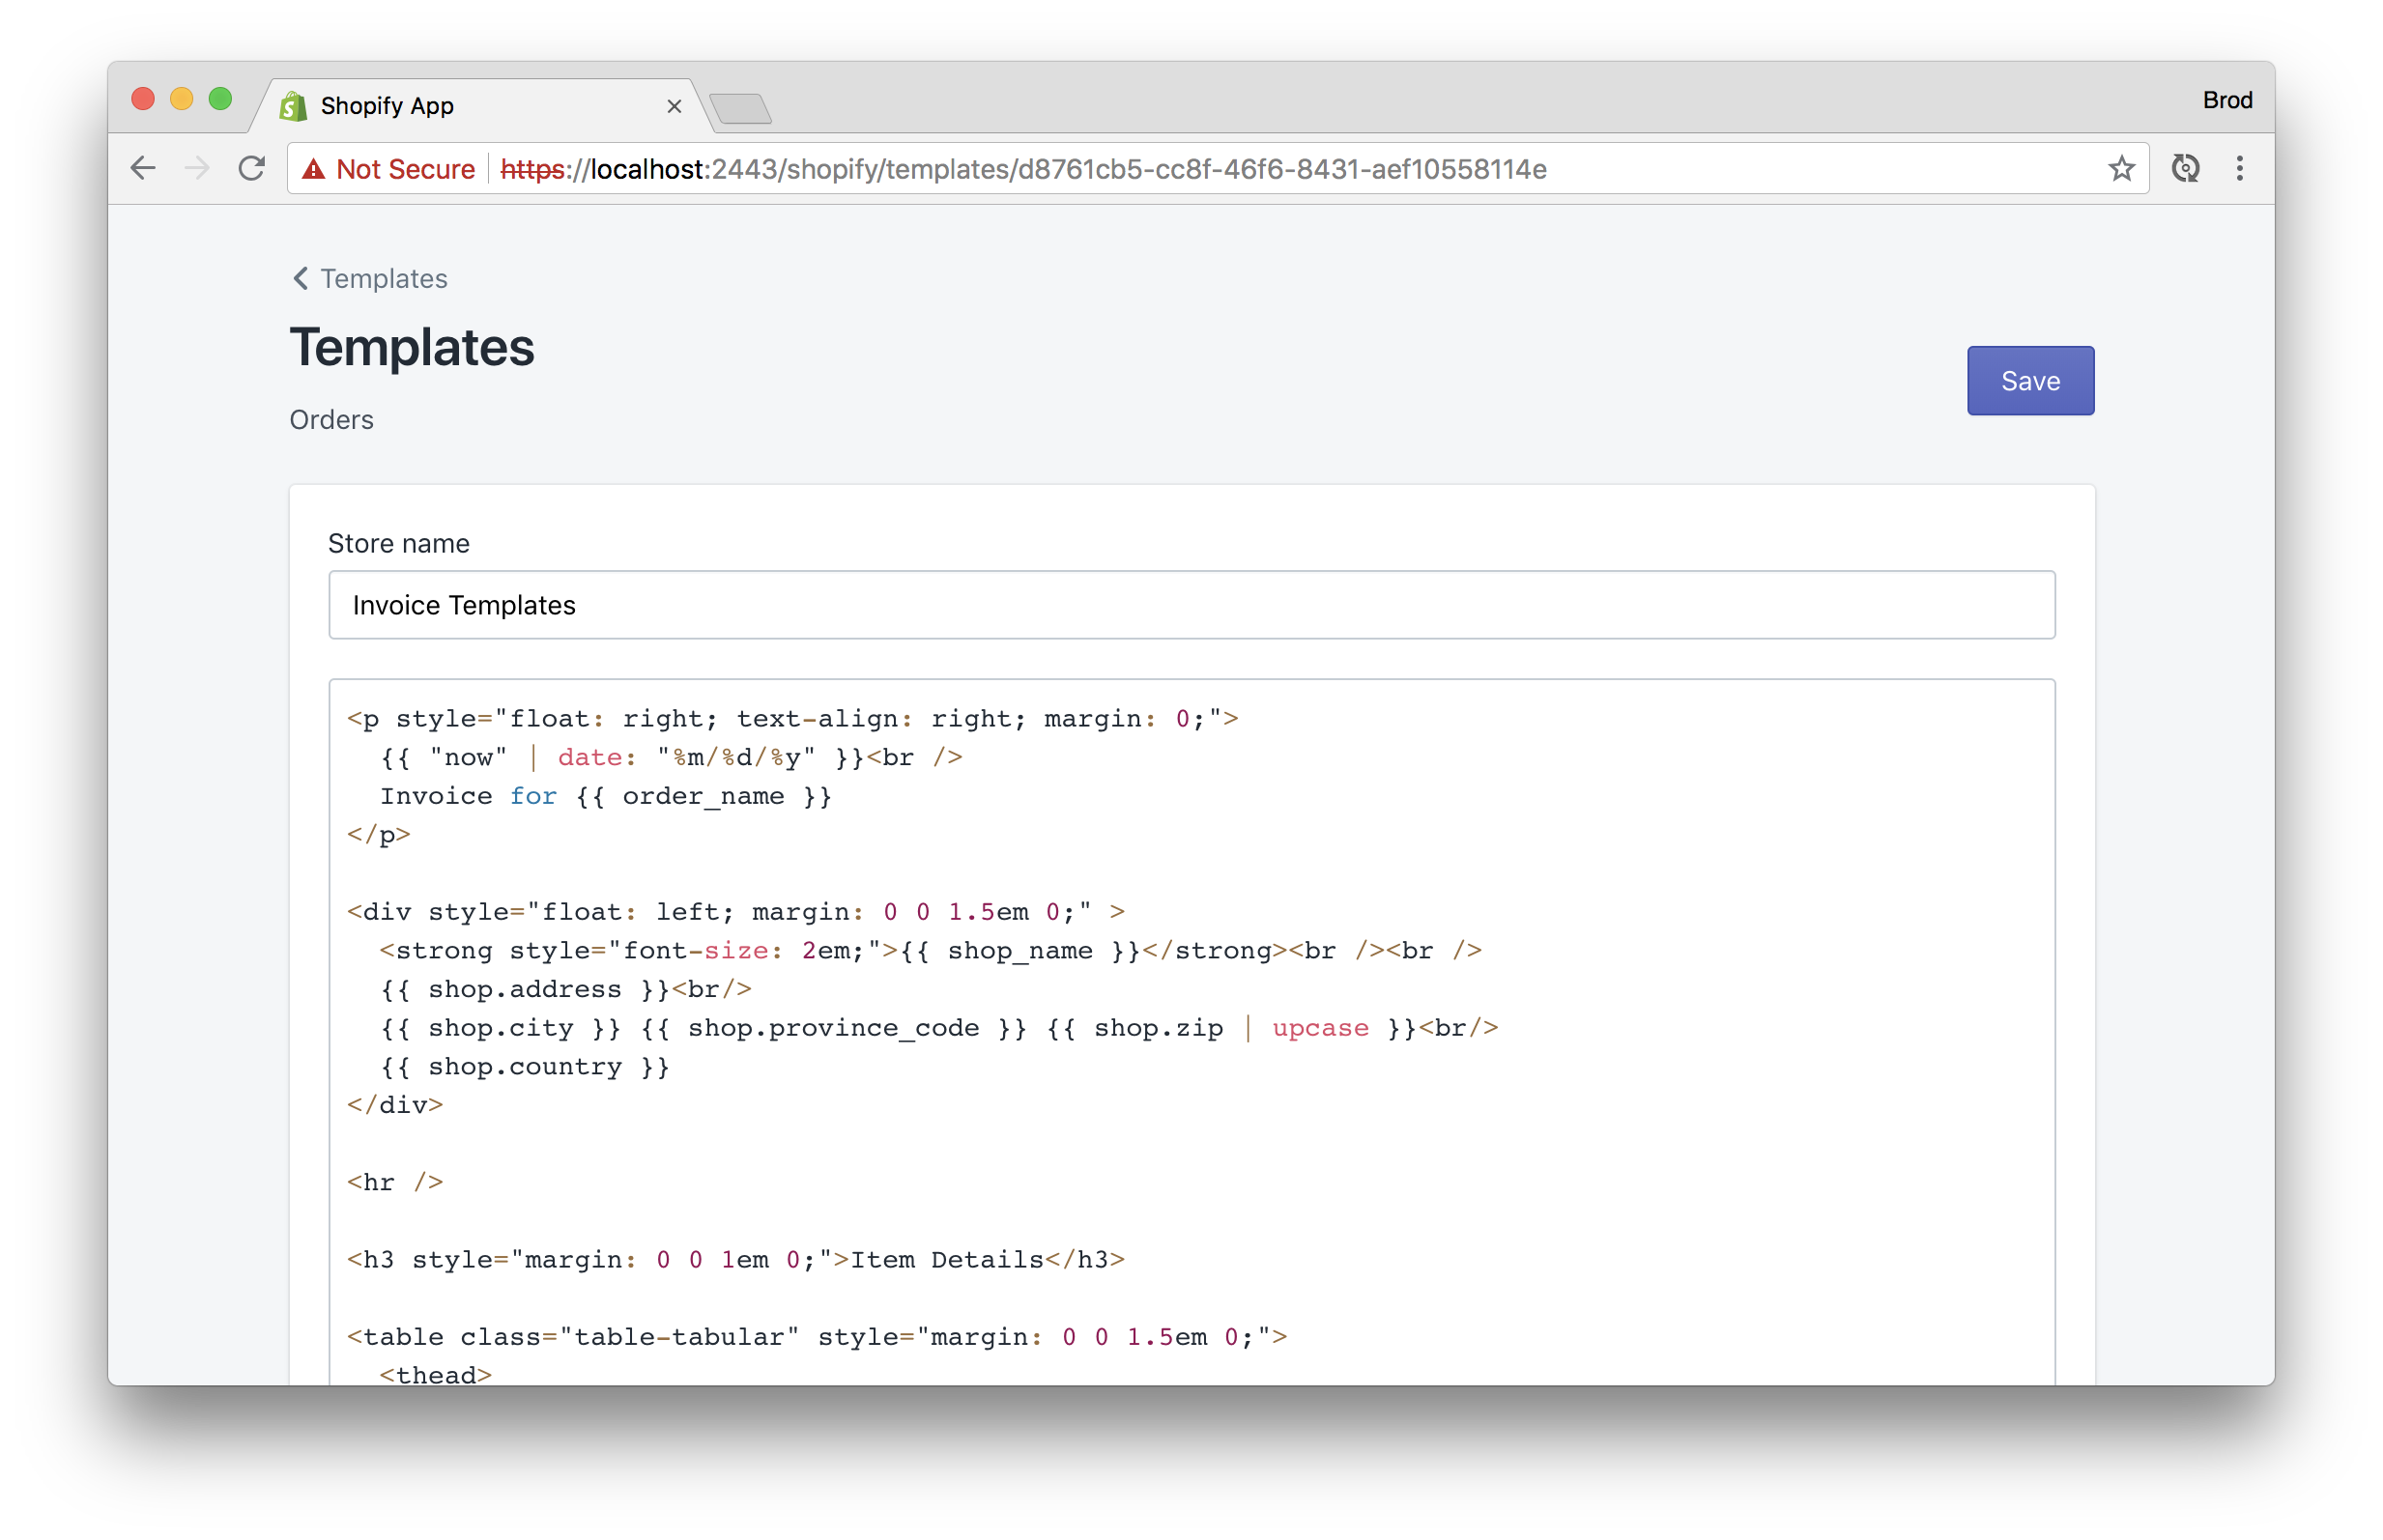 Shopify App
Brod
Not Secure https://localhost:2443/shopify/templates/d8761cb5-cc8f-46f6-8431-aef10558114e
Templates
Templates
Save
Orders
Store name
Invoice Templates
<p style="float: right; text-align: right; margin: 0;">
{{ "now" | date: "%m/%d/%y" }}<br />
Invoice for {{ order_name }}
</p>
<div style="float: left; margin: 0 0 1.5em 0;" >
<strong style="font-size: 2em;">{{ shop_name }}</strong><br /><br />
{{ shop.address }}<br/>
{{ shop.city }} {{ shop.province_code }} {{ shop.zip | upcase }}<br/>
{{ shop.country }}
</div>
<hr />
<h3 style="margin: 0 0 1em 0;">Item Details</h3>
<table class="table-tabular" style="margin: 0 0 1.5em 0;">
<thead>